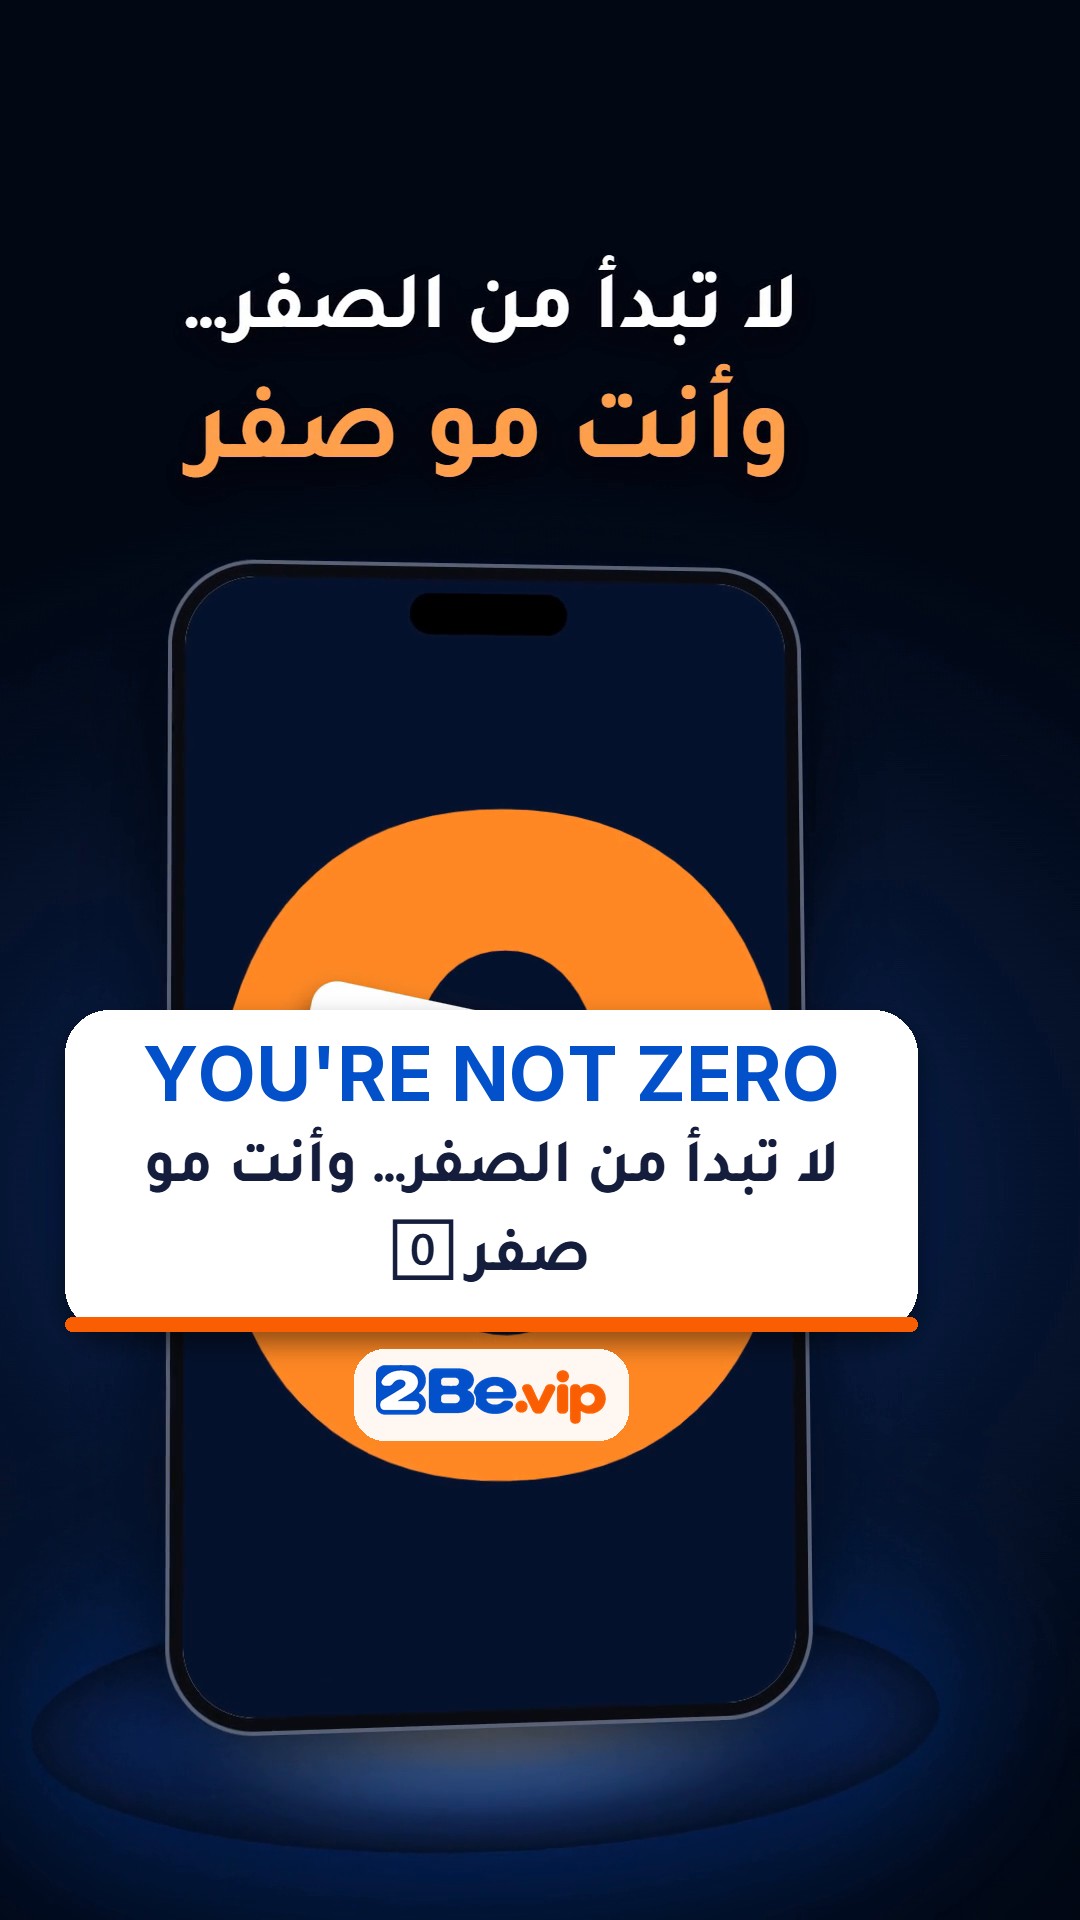 لا تبدأ من الصفر...
وأنت مو صفر
YOU'RE NOT ZERO
لا تبدأ من الصفر... وأنت مو
صفر 0
2Be.vip